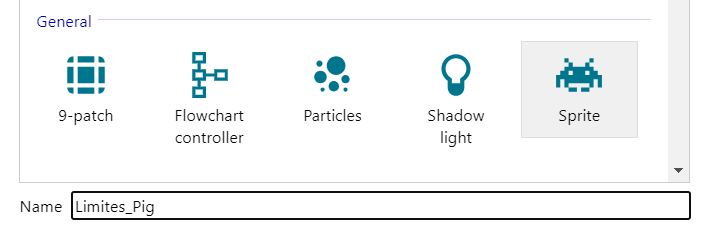 General
9-patch
Flowchart
controller
Particles
Shadow
light
Sprite
Name Limites_Pig